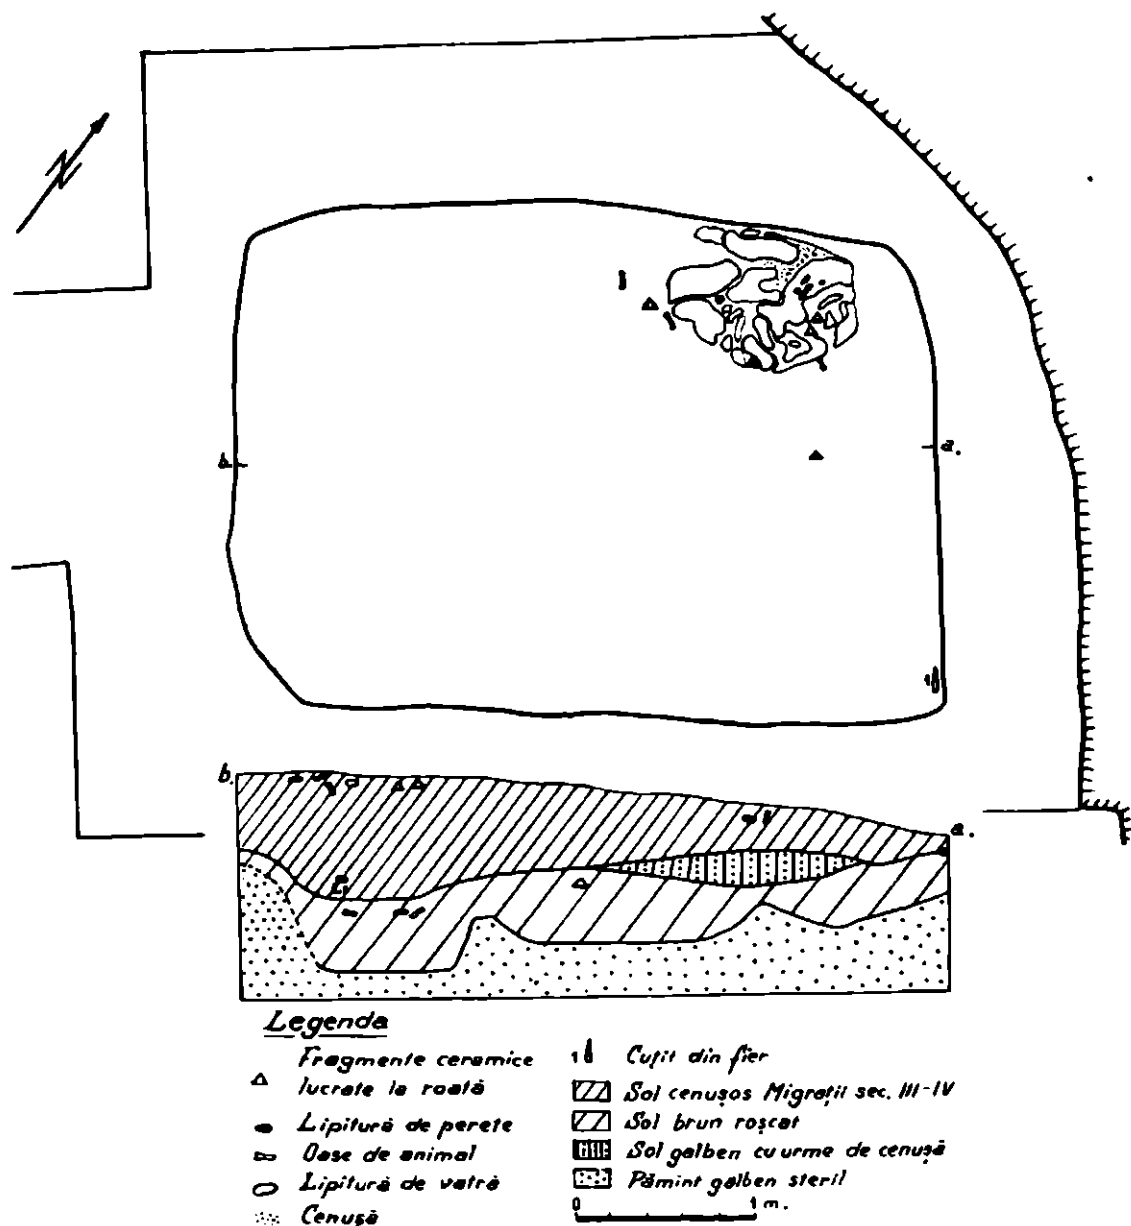 N
b.
a.
1
b.
a.
Legenda
Fragmente ceramice
lucrate la roată
Lipitură de perete
Oase de animal
Lipitură de vatră
Cenușă
1 Cuțit din fier
Sol cenușos Migrații sec. III-IV
Sol brun roșcat
Sol galben cu urme de cenușă
Pămînt galben steril
0 1 m.